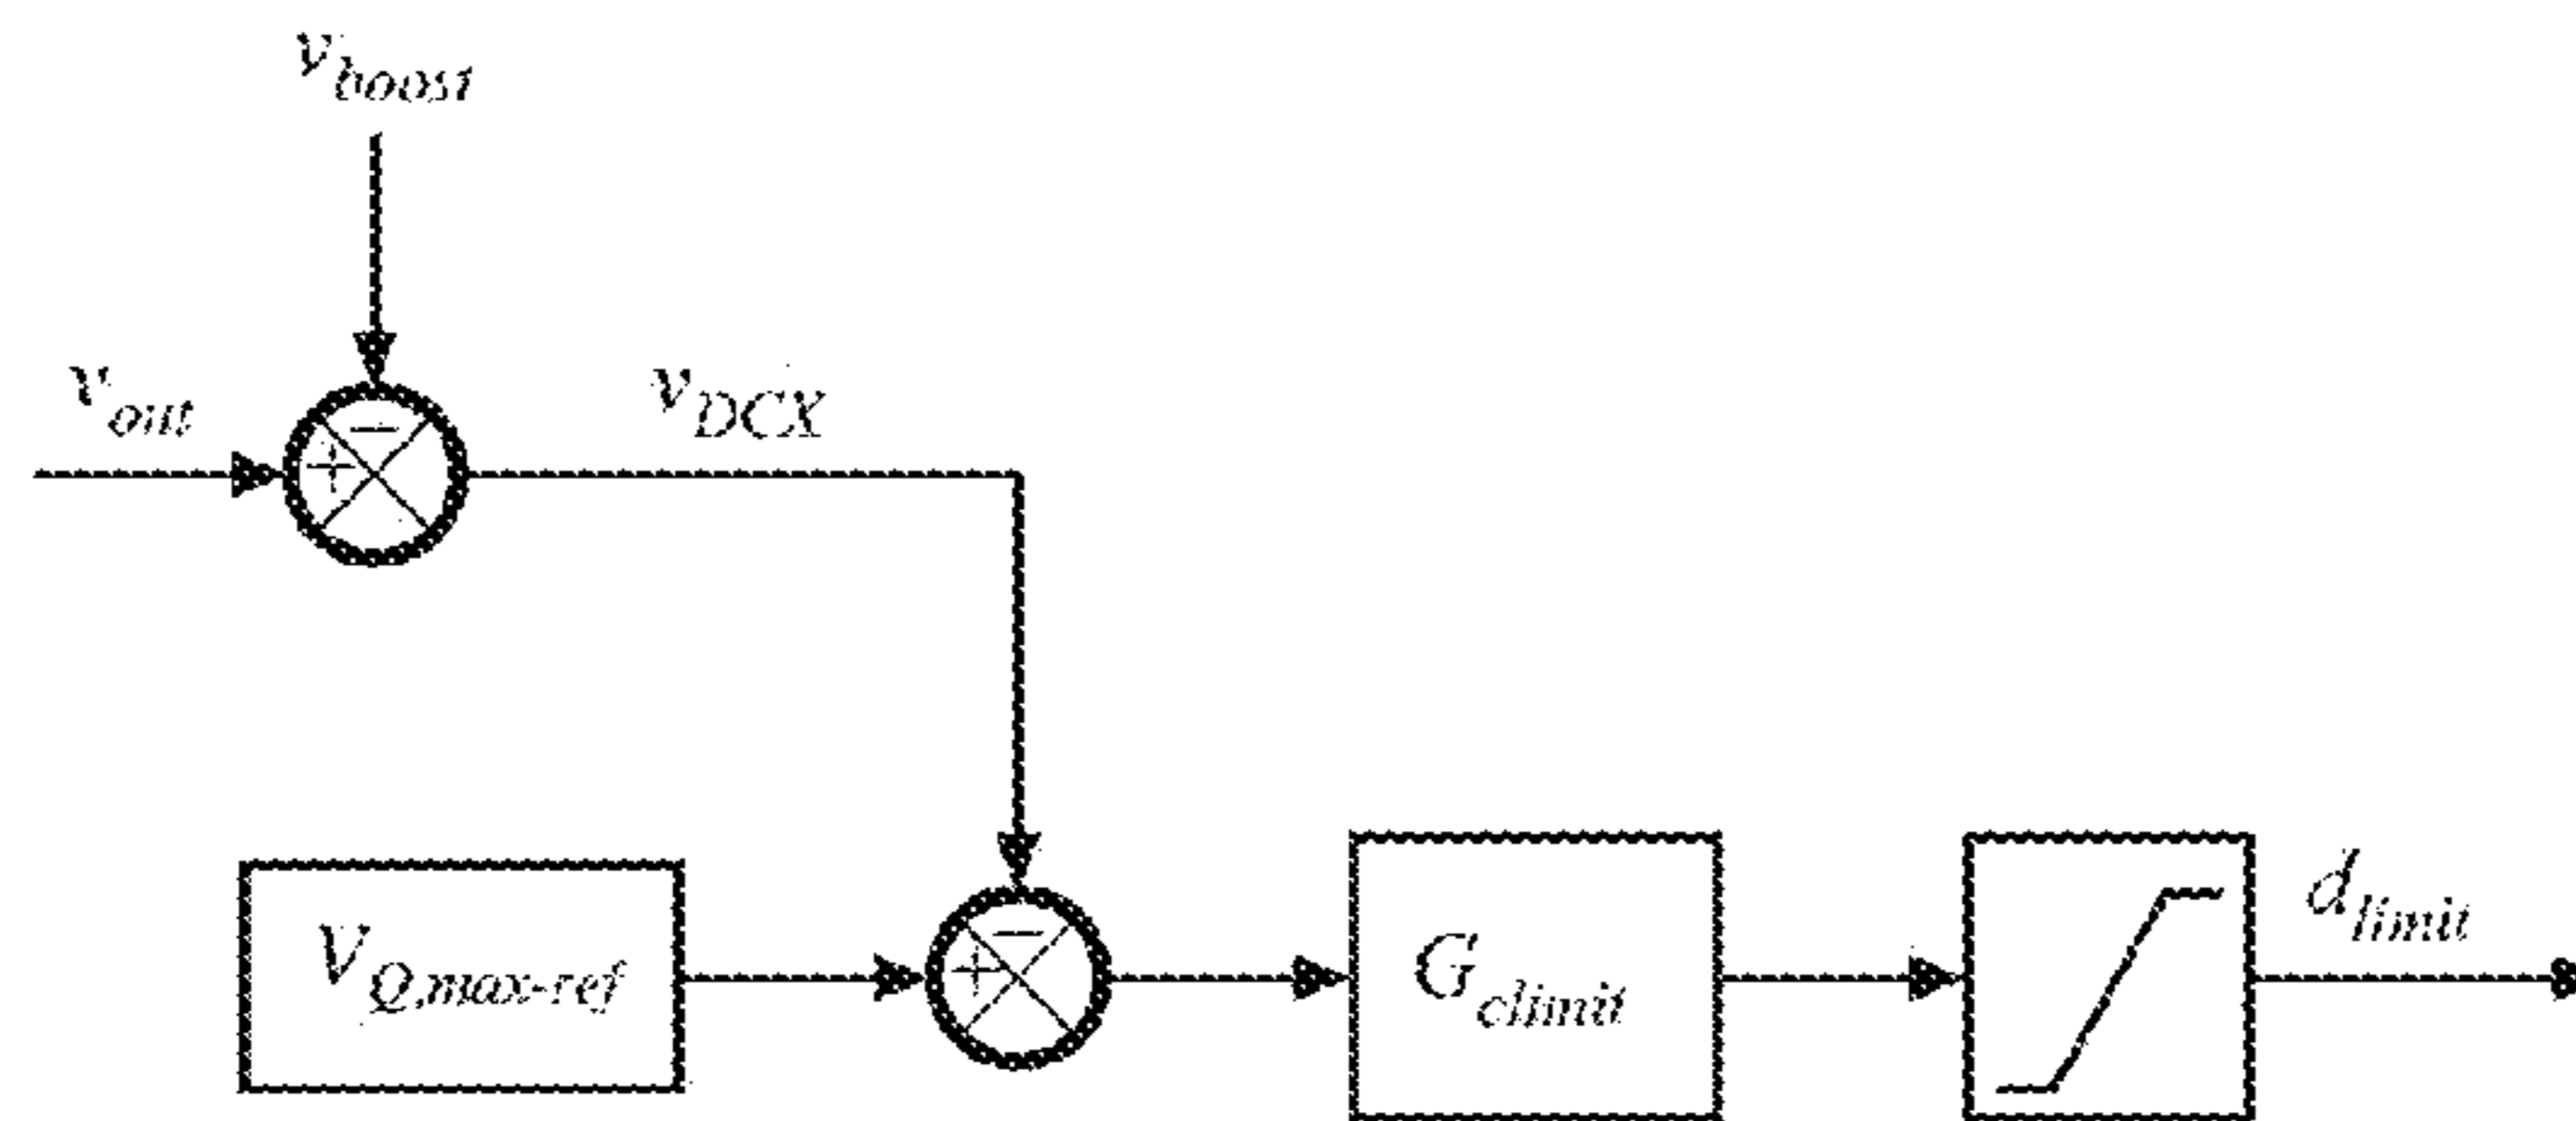 v_boost
v_out
v_DCX
−
+
V_Q,max-ref
−
+
G_climit
d_limit